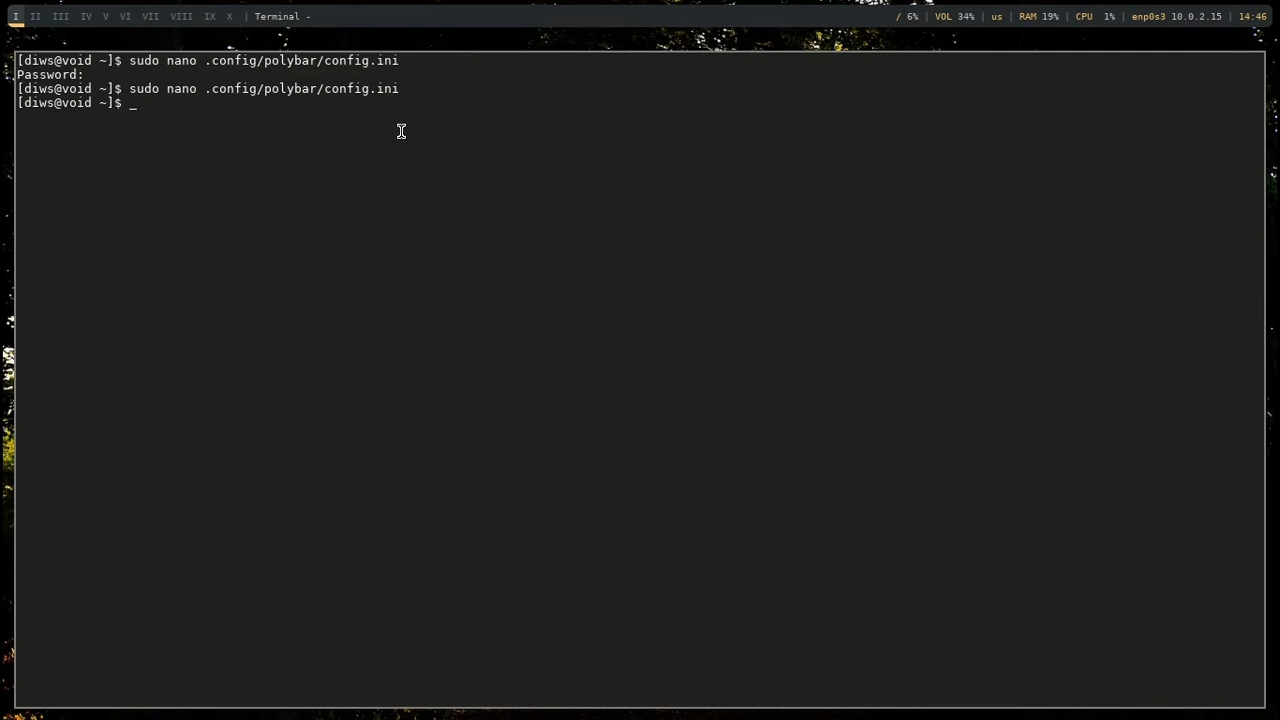 I II III IV V VI VII VIII IX X | Terminal - / 6% | VOL 34% | us | RAM 19% | CPU 1% | enp0s3 10.0.2.15 | 14:46
[diws@void ~]$ sudo nano .config/polybar/config.ini
Password:
[diws@void ~]$ sudo nano .config/polybar/config.ini
[diws@void ~]$ _